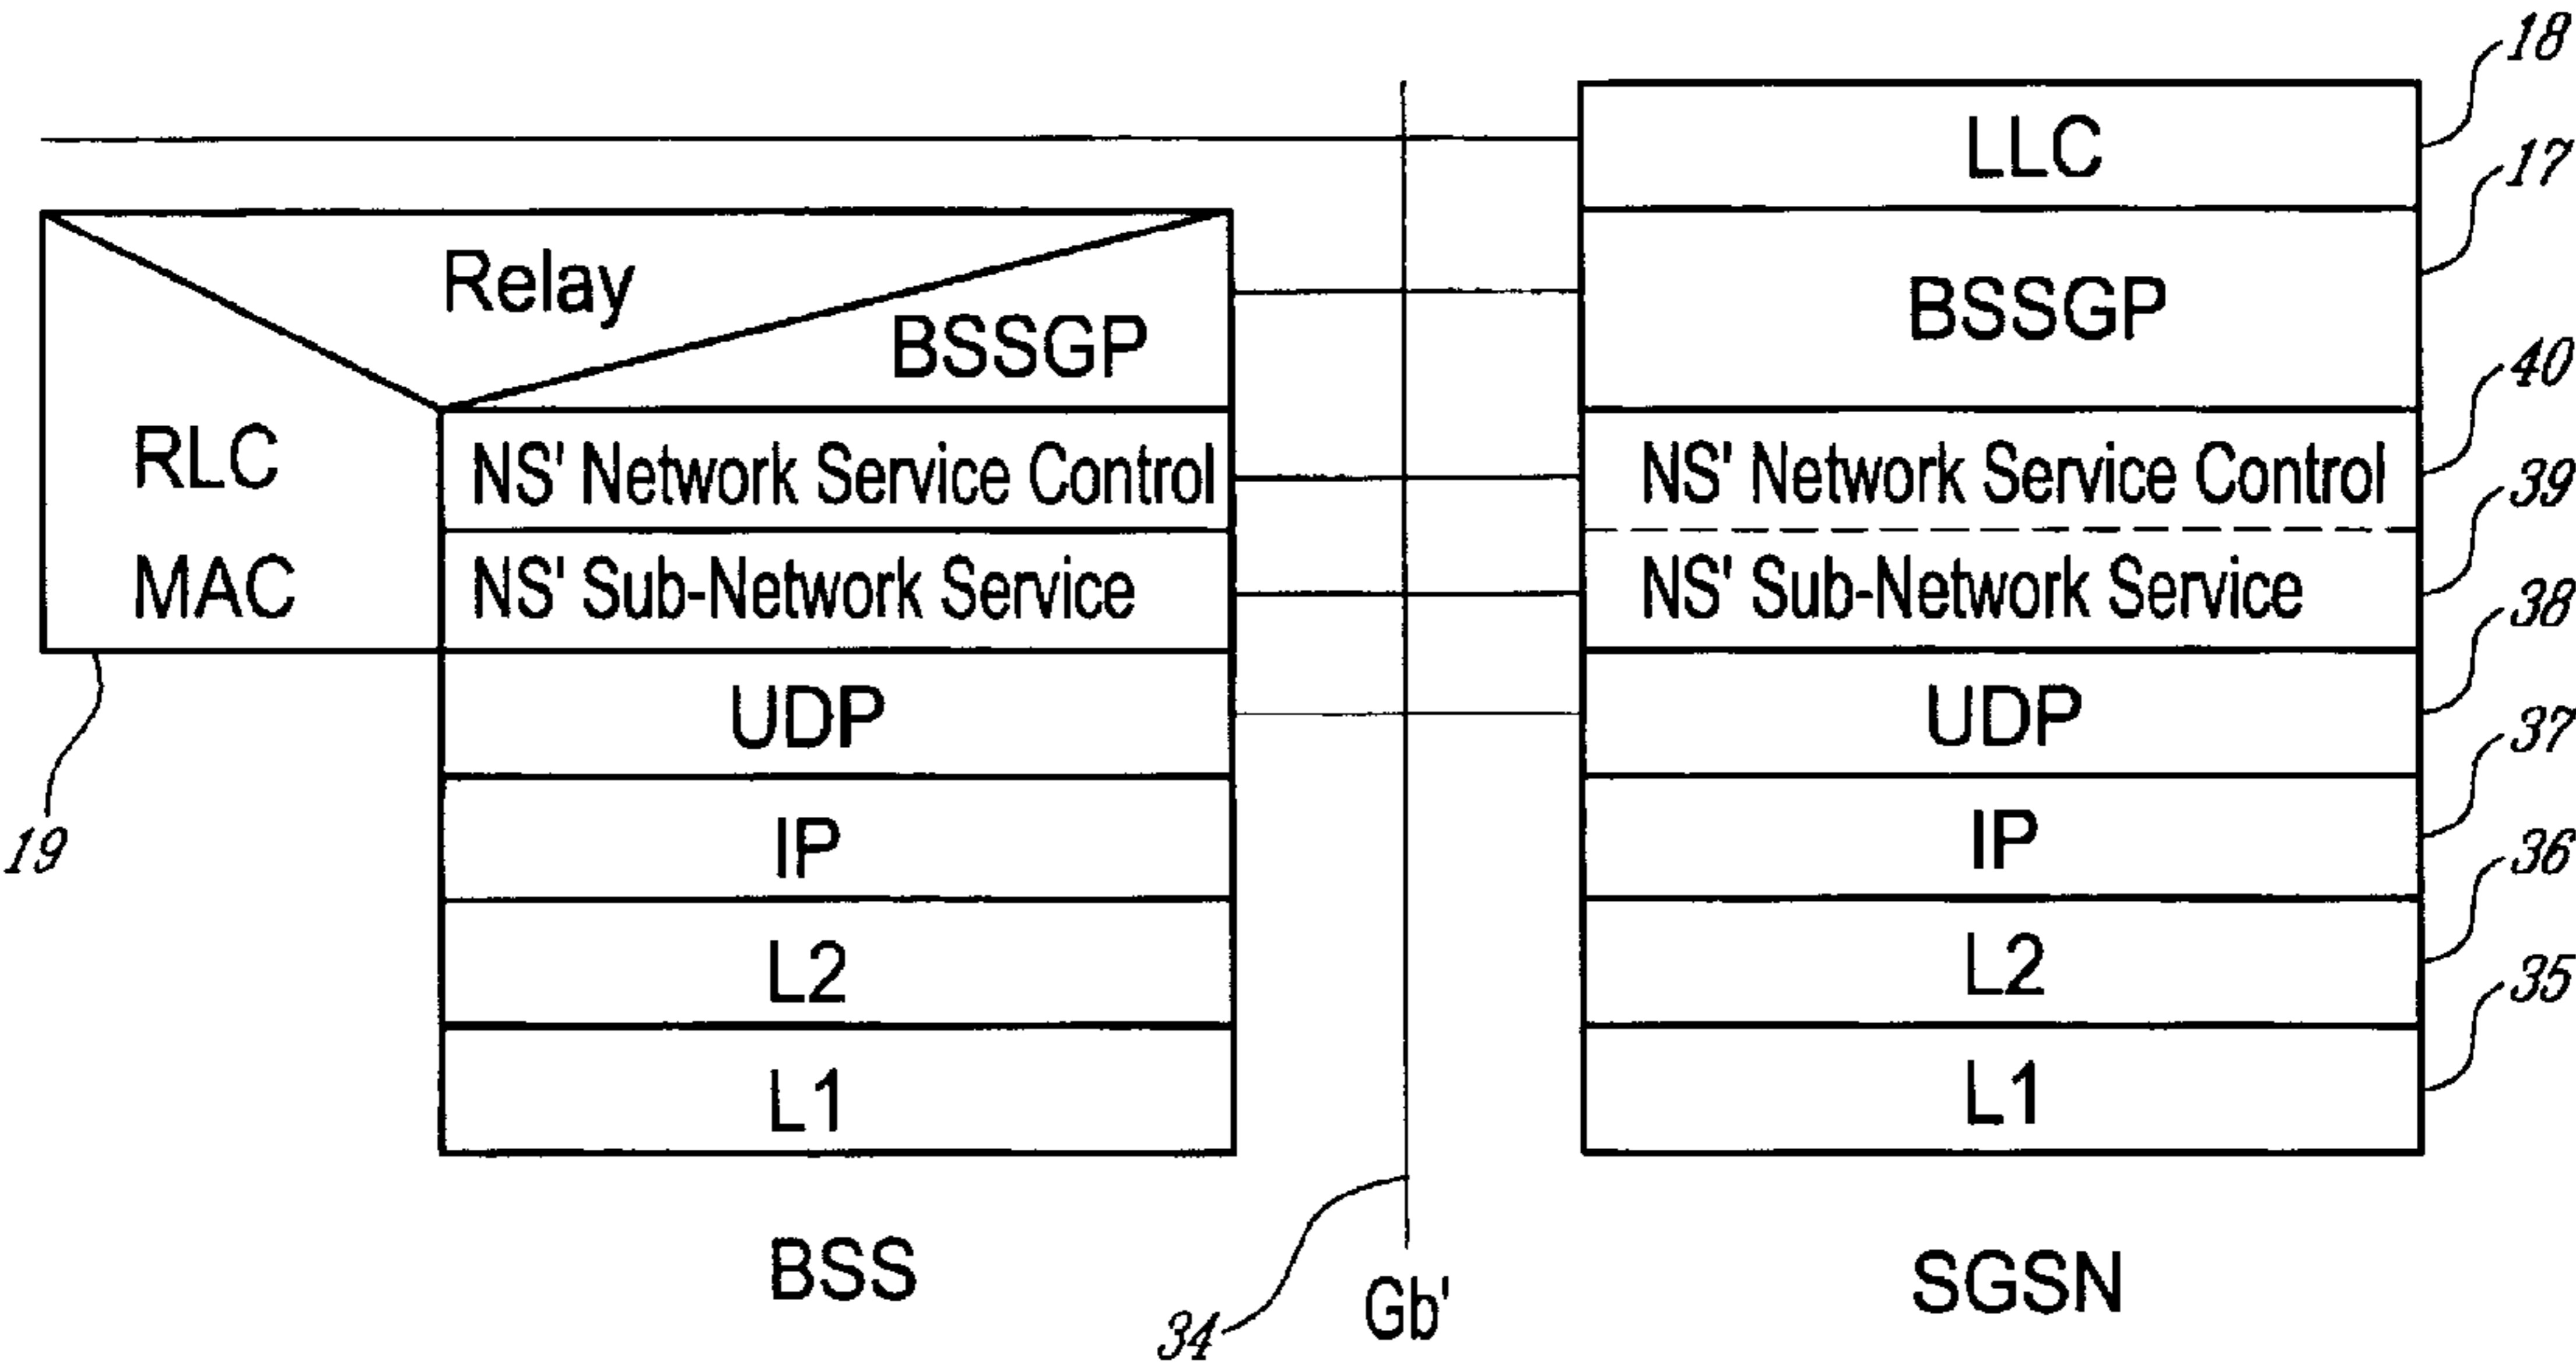 18
LLC
17
Relay
BSSGP
BSSGP
40
RLC
NS' Network Service Control
NS' Network Service Control
39
MAC
NS' Sub-Network Service
NS' Sub-Network Service
38
UDP
UDP
37
19
IP
IP
36
L2
L2
35
L1
L1
BSS
SGSN
34
Gb'